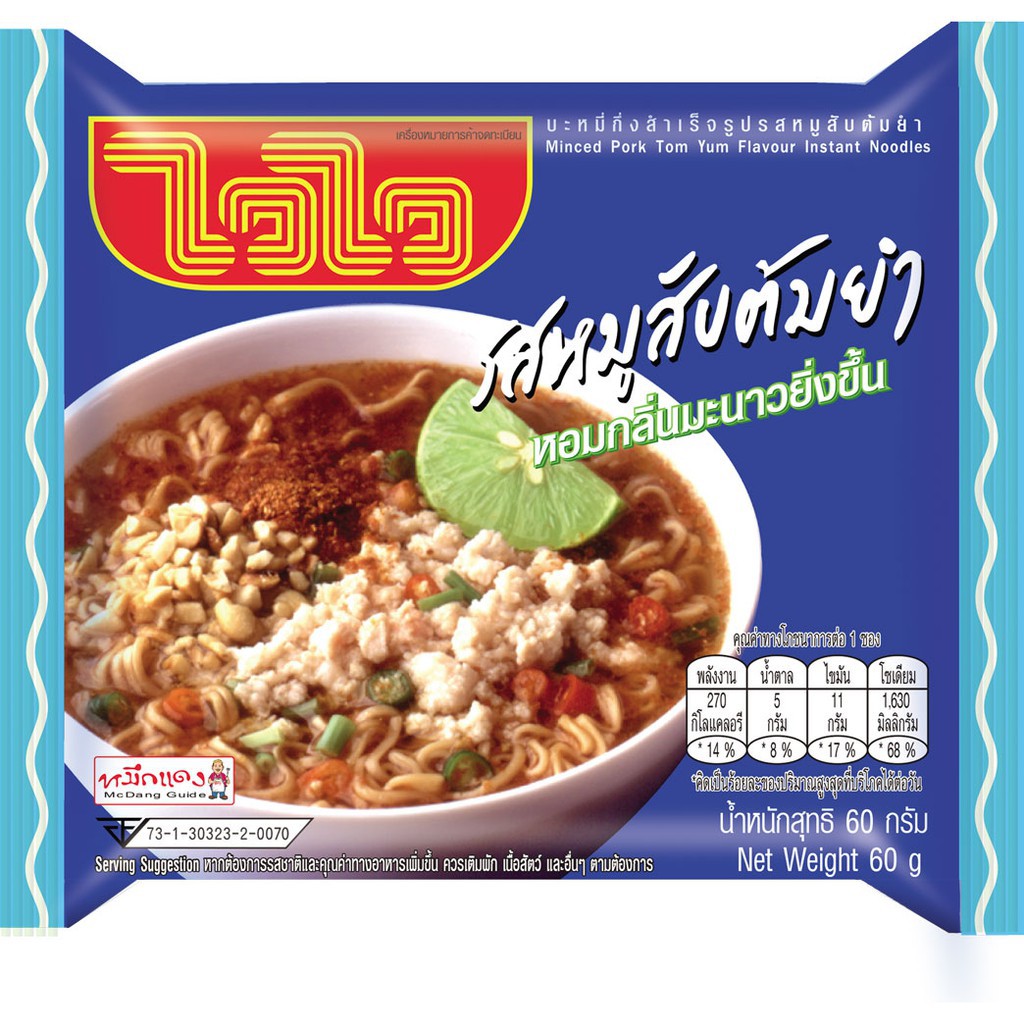 เครื่องหมายการค้าจดทะเบียน
ไวไว
บะหมี่กึ่งสำเร็จรูปรสหมูสับต้มยำ
Minced Pork Tom Yum Flavour Instant Noodles
รสหมูสับต้มยำ
หอมกลิ่นมะนาวยิ่งขึ้น
คุณค่าทางโภชนาการต่อ 1 ซอง
พลังงาน น้ำตาล ไขมัน โซเดียม
270 5 11 1,630
กิโลแคลอรี กรัม กรัม มิลลิกรัม
*14 % *8 % *17 % *68 %
*คิดเป็นร้อยละของปริมาณสูงสุดที่บริโภคได้ต่อวัน
น้ำหนักสุทธิ 60 กรัม
Net Weight 60 g
หมึกแดง
McDang Guide
73-1-30323-2-0070
Serving Suggestion หากต้องการรสชาติและคุณค่าทางอาหารเพิ่มขึ้น ควรเติมผัก เนื้อสัตว์ และอื่นๆ ตามต้องการ